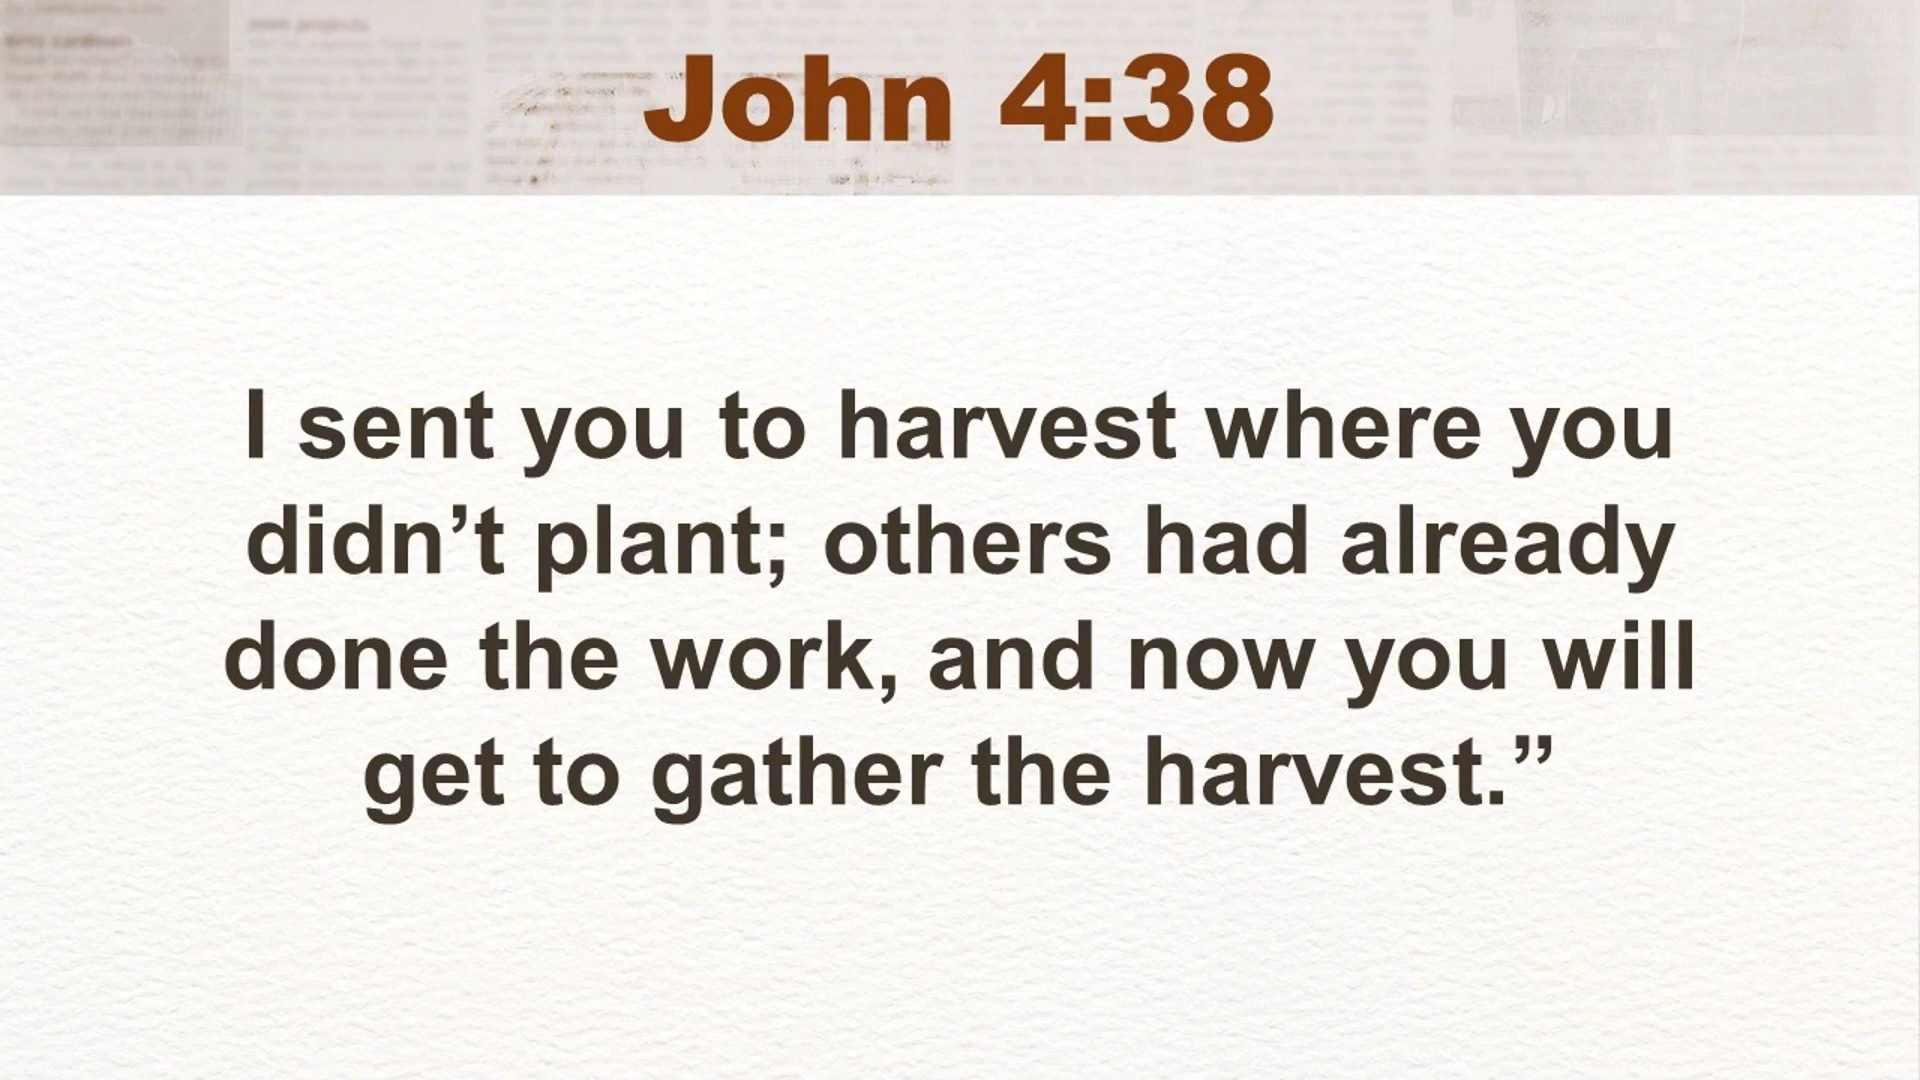 John 4:38
I sent you to harvest where you
didn’t plant; others had already
done the work, and now you will
get to gather the harvest.”